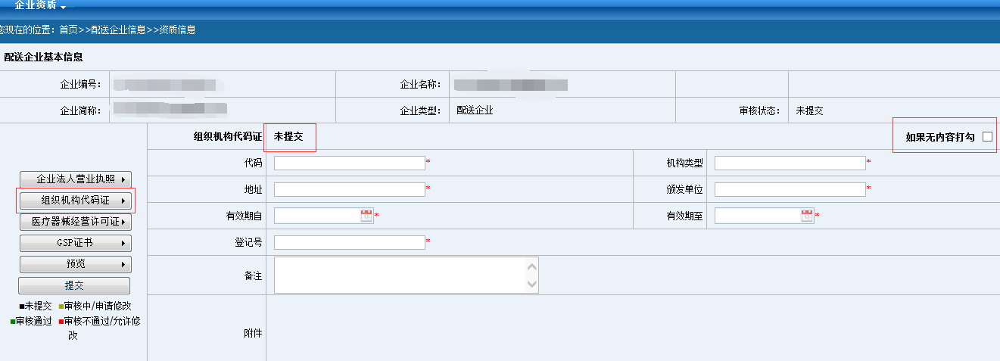 企业资质
您现在的位置：首页>>配送企业信息>>资质信息
配送企业基本信息
企业编号： 企业名称：
企业简称： 企业类型： 配送企业 审核状态： 未提交
组织机构代码证 未提交 如果无内容打勾
代码 * 机构类型 *
企业法人营业执照
地址 * 颁发单位 *
组织机构代码证
有效期自 * 有效期至 *
医疗器械经营许可证
登记号 *
GSP证书
预览
备注
提交
■未提交 ■审核中/申请修改
■审核通过 ■审核不通过/允许修
改
附件